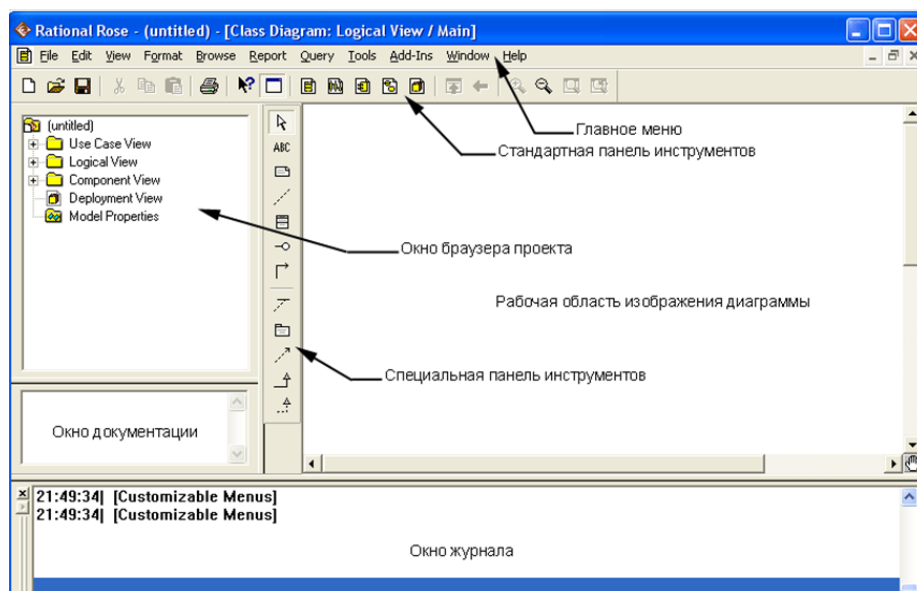 Rational Rose - (untitled) - [Class Diagram: Logical View / Main]
File Edit View Format Browse Report Query Tools Add-Ins Window Help
(untitled)
Use Case View
Logical View
Component View
Deployment View
Model Properties
ABC
Главное меню
Стандартная панель инструментов
Окно браузера проекта
Рабочая область изображения диаграммы
Специальная панель инструментов
Окно документации
21:49:34| [Customizable Menus]
21:49:34| [Customizable Menus]
Окно журнала